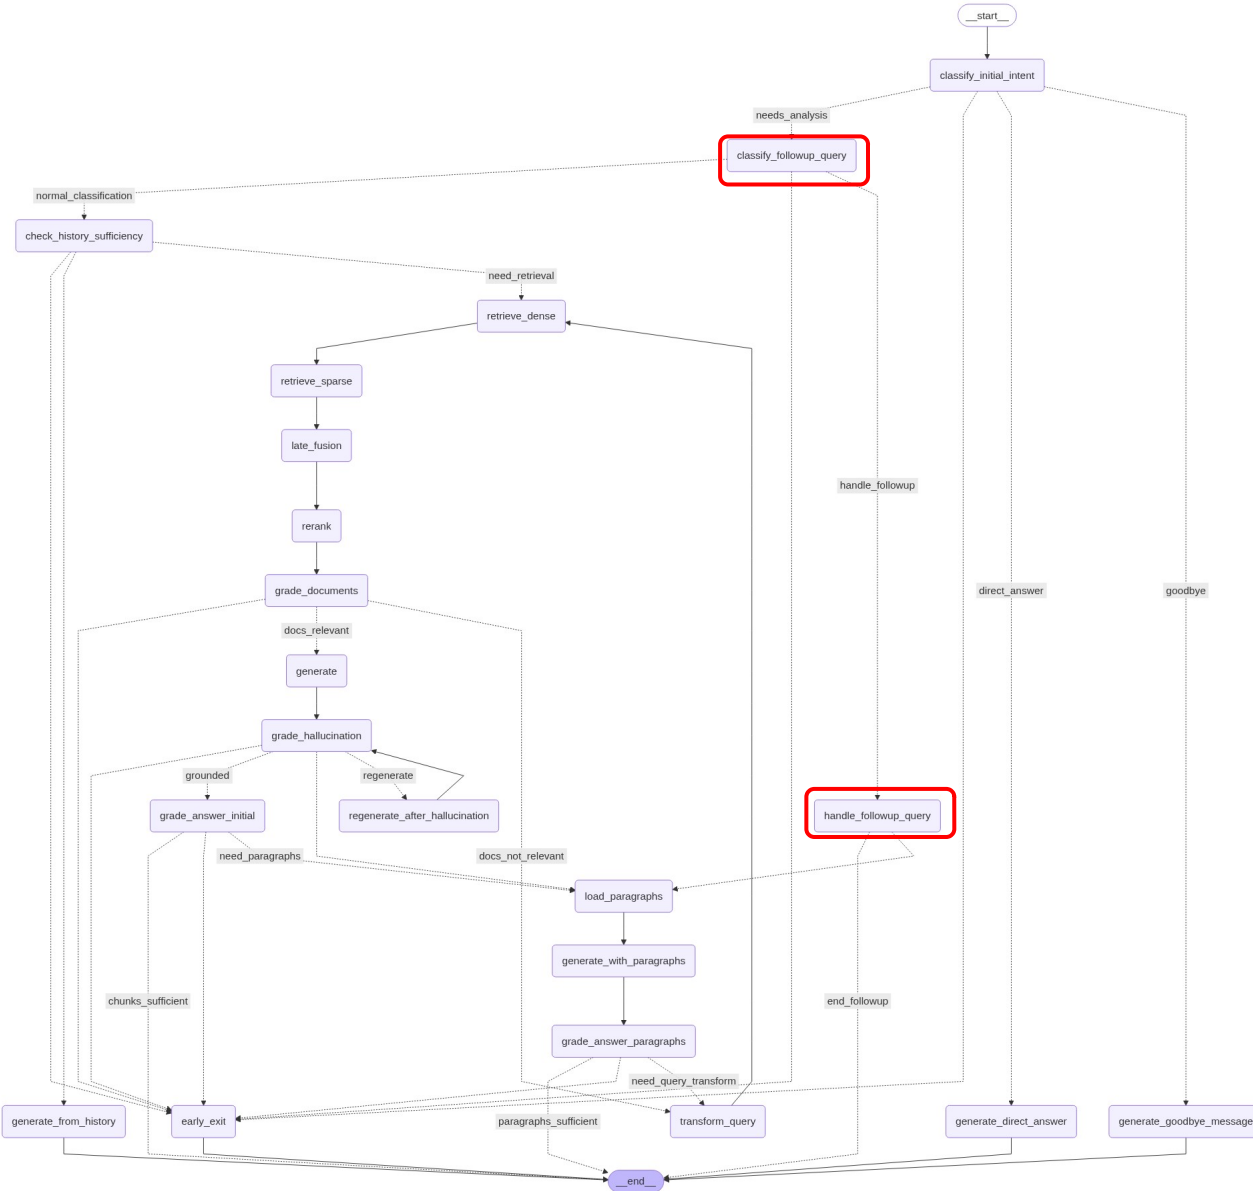 __start__
classify_initial_intent
needs_analysis
classify_followup_query
normal_classification
check_history_sufficiency
need_retrieval
retrieve_dense
retrieve_sparse
late_fusion
handle_followup
rerank
grade_documents
direct_answer
goodbye
docs_relevant
generate
grade_hallucination
grounded
regenerate
grade_answer_initial
regenerate_after_hallucination
handle_followup_query
need_paragraphs
docs_not_relevant
load_paragraphs
generate_with_paragraphs
chunks_sufficient
end_followup
grade_answer_paragraphs
need_query_transform
generate_from_history
early_exit
paragraphs_sufficient
transform_query
generate_direct_answer
generate_goodbye_message
__end__